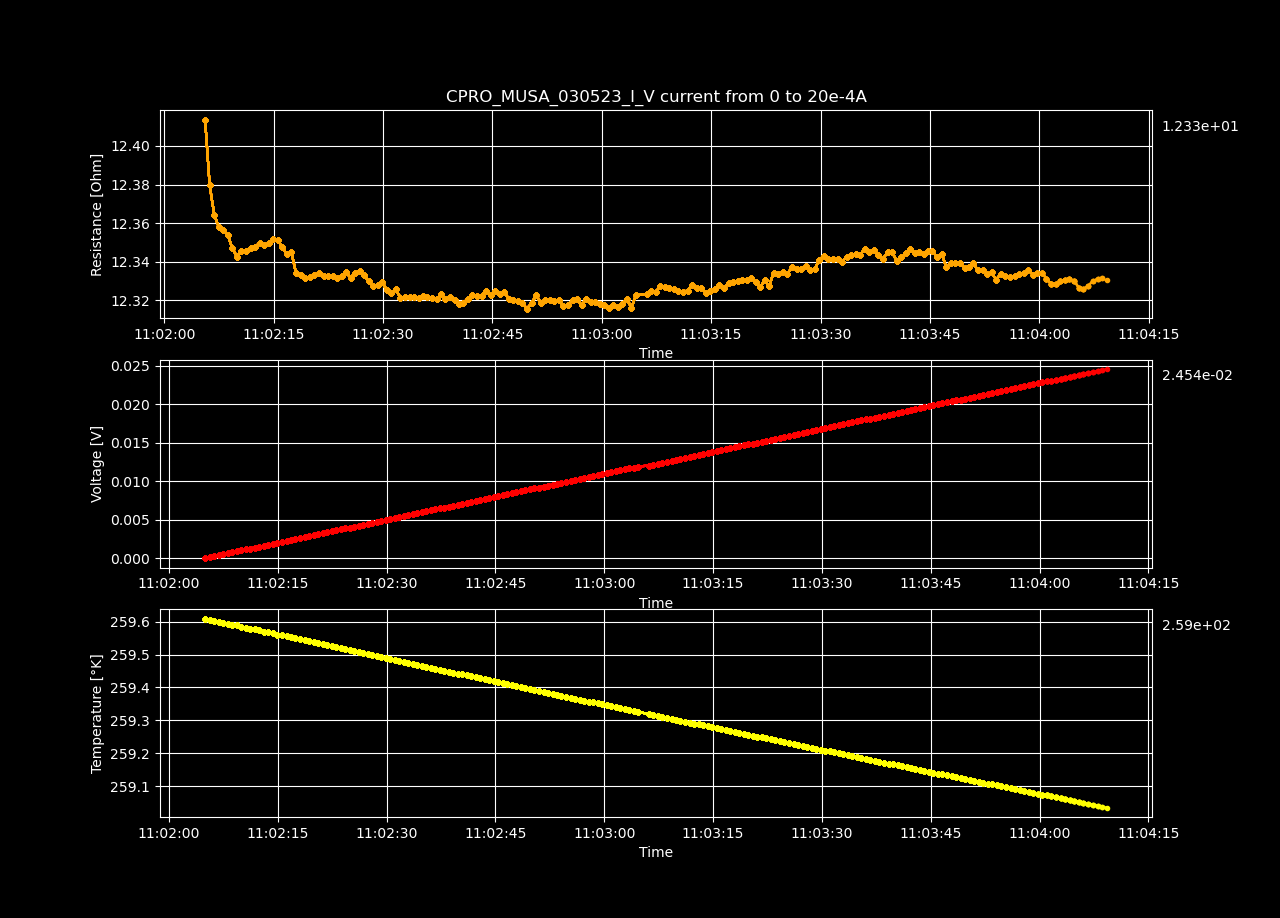 CPRO_MUSA_030523_I_V current from 0 to 20e-4A
1.233e+01
Resistance [Ohm]
12.40
12.38
12.36
12.34
12.32
11:02:00 11:02:15 11:02:30 11:02:45 11:03:00 11:03:15 11:03:30 11:03:45 11:04:00 11:04:15
Time
2.454e-02
Voltage [V]
0.025
0.020
0.015
0.010
0.005
0.000
11:02:00 11:02:15 11:02:30 11:02:45 11:03:00 11:03:15 11:03:30 11:03:45 11:04:00 11:04:15
Time
2.59e+02
Temperature [°K]
259.6
259.5
259.4
259.3
259.2
259.1
11:02:00 11:02:15 11:02:30 11:02:45 11:03:00 11:03:15 11:03:30 11:03:45 11:04:00 11:04:15
Time